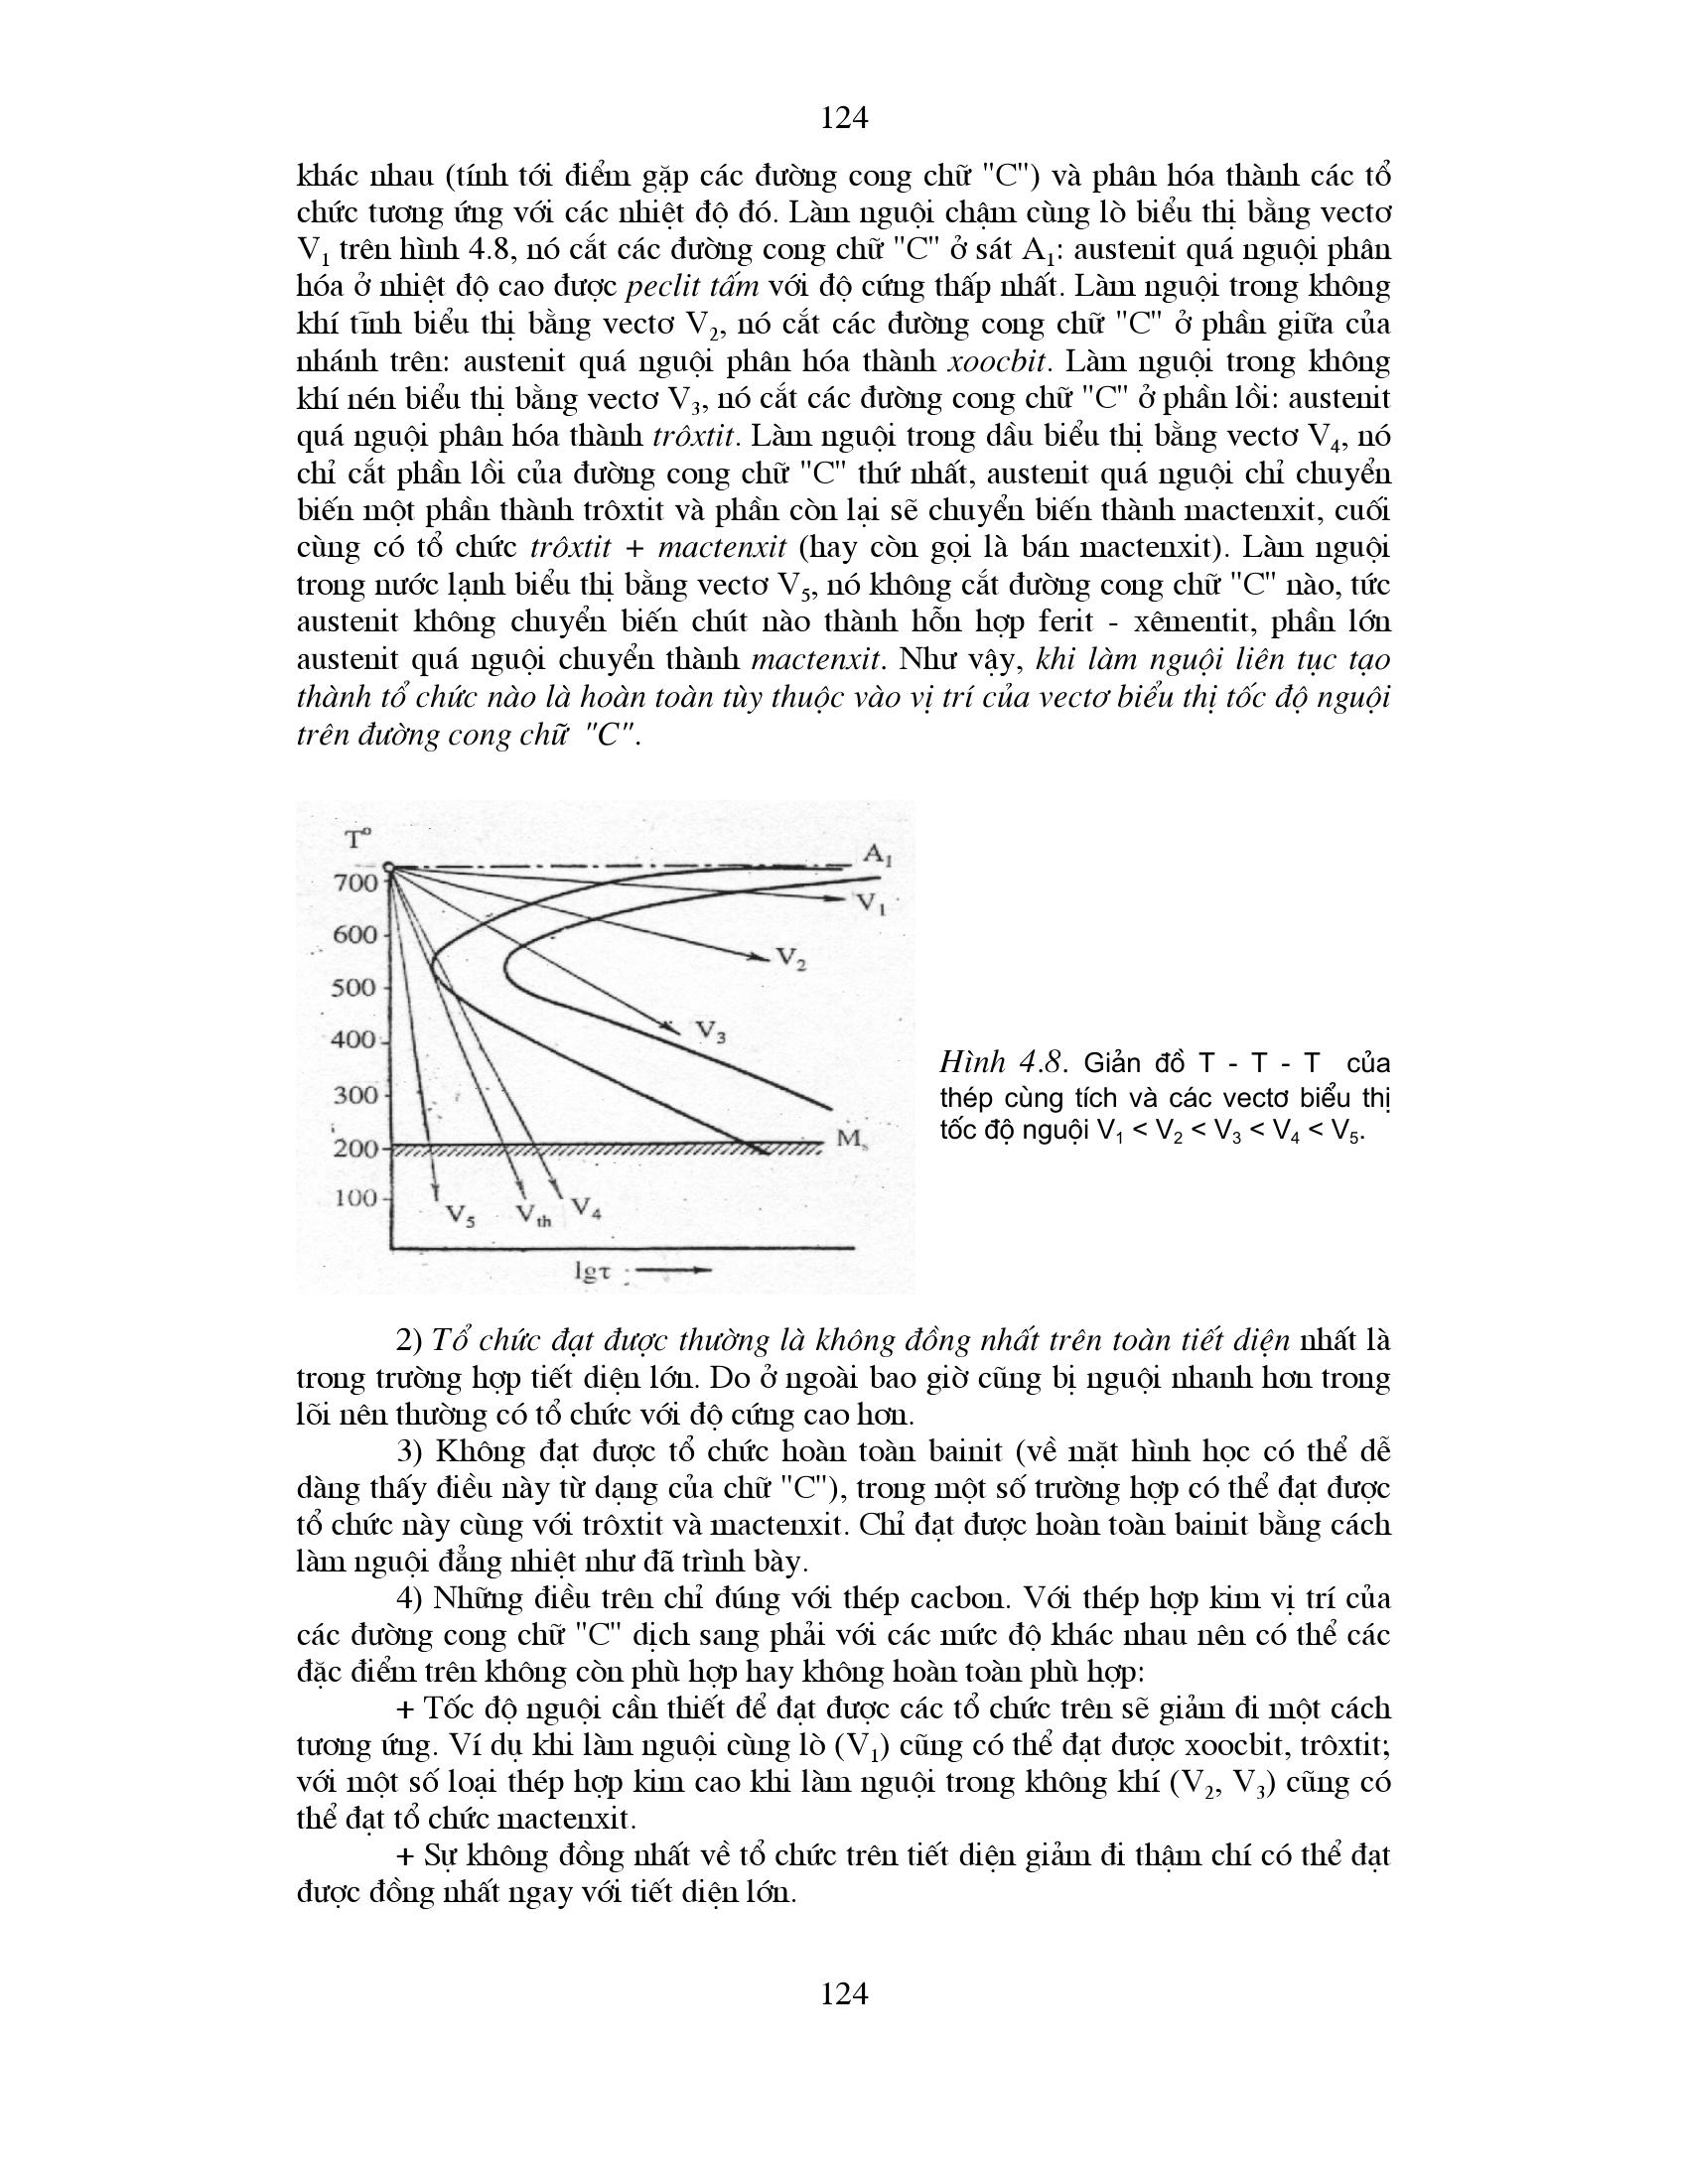 124
khác nhau (tính tới điểm gặp các đường cong chữ "C") và phân hóa thành các tổ
chức tương ứng với các nhiệt độ đó. Làm nguội chậm cùng lò biểu thị bằng vectơ
V₁ trên hình 4.8, nó cắt các đường cong chữ "C" ở sát A₁: austenit quá nguội phân
hóa ở nhiệt độ cao được peclit tấm với độ cứng thấp nhất. Làm nguội trong không
khí tĩnh biểu thị bằng vectơ V₂, nó cắt các đường cong chữ "C" ở phần giữa của
nhánh trên: austenit quá nguội phân hóa thành xoocbit. Làm nguội trong không
khí nén biểu thị bằng vectơ V₃, nó cắt các đường cong chữ "C" ở phần lồi: austenit
quá nguội phân hóa thành trôxtit. Làm nguội trong dầu biểu thị bằng vectơ V₄, nó
chỉ cắt phần lồi của đường cong chữ "C" thứ nhất, austenit quá nguội chỉ chuyển
biến một phần thành trôxtit và phần còn lại sẽ chuyển biến thành mactenxit, cuối
cùng có tổ chức trôxtit + mactenxit (hay còn gọi là bán mactenxit). Làm nguội
trong nước lạnh biểu thị bằng vectơ V₅, nó không cắt đường cong chữ "C" nào, tức
austenit không chuyển biến chút nào thành hỗn hợp ferit - xêmentit, phần lớn
austenit quá nguội chuyển thành mactenxit. Như vậy, khi làm nguội liên tục tạo
thành tổ chức nào là hoàn toàn tùy thuộc vào vị trí của vectơ biểu thị tốc độ nguội
trên đường cong chữ "C".
T°
A₁
700
V₁
600
V₂
500
V₃
400
300
200
Mₛ
100
V₅ Vₜₕ V₄
lgτ
Hình 4.8. Giản đồ T - T - T của
thép cùng tích và các vectơ biểu thị
tốc độ nguội V₁ < V₂ < V₃ < V₄ < V₅.
2) Tổ chức đạt được thường là không đồng nhất trên toàn tiết diện nhất là
trong trường hợp tiết diện lớn. Do ở ngoài bao giờ cũng bị nguội nhanh hơn trong
lõi nên thường có tổ chức với độ cứng cao hơn.
3) Không đạt được tổ chức hoàn toàn bainit (về mặt hình học có thể dễ
dàng thấy điều này từ dạng của chữ "C"), trong một số trường hợp có thể đạt được
tổ chức này cùng với trôxtit và mactenxit. Chỉ đạt được hoàn toàn bainit bằng cách
làm nguội đẳng nhiệt như đã trình bày.
4) Những điều trên chỉ đúng với thép cacbon. Với thép hợp kim vị trí của
các đường cong chữ "C" dịch sang phải với các mức độ khác nhau nên có thể các
đặc điểm trên không còn phù hợp hay không hoàn toàn phù hợp:
+ Tốc độ nguội cần thiết để đạt được các tổ chức trên sẽ giảm đi một cách
tương ứng. Ví dụ khi làm nguội cùng lò (V₁) cũng có thể đạt được xoocbit, trôxtit;
với một số loại thép hợp kim cao khi làm nguội trong không khí (V₂, V₃) cũng có
thể đạt tổ chức mactenxit.
+ Sự không đồng nhất về tổ chức trên tiết diện giảm đi thậm chí có thể đạt
được đồng nhất ngay với tiết diện lớn.
124